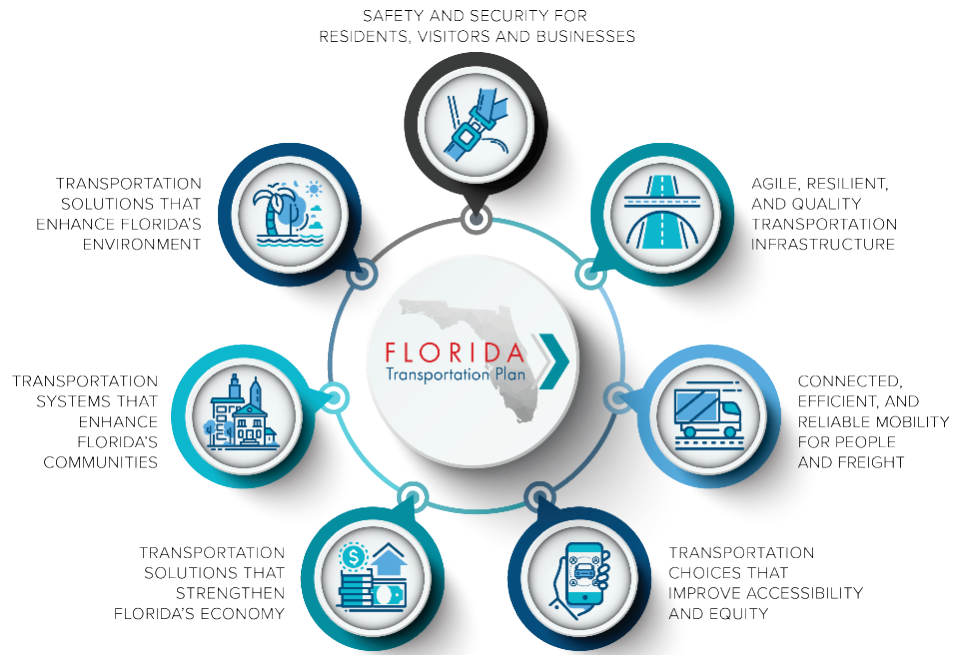 SAFETY AND SECURITY FOR
RESIDENTS, VISITORS AND BUSINESSES
AGILE, RESILIENT,
AND QUALITY
TRANSPORTATION
INFRASTRUCTURE
CONNECTED,
EFFICIENT, AND
RELIABLE MOBILITY
FOR PEOPLE
AND FREIGHT
TRANSPORTATION
CHOICES THAT
IMPROVE ACCESSIBILITY
AND EQUITY
TRANSPORTATION
SOLUTIONS THAT
STRENGTHEN
FLORIDA'S ECONOMY
$
TRANSPORTATION
SYSTEMS THAT
ENHANCE
FLORIDA'S
COMMUNITIES
TRANSPORTATION
SOLUTIONS THAT
ENHANCE FLORIDA'S
ENVIRONMENT
FLORIDA
Transportation Plan